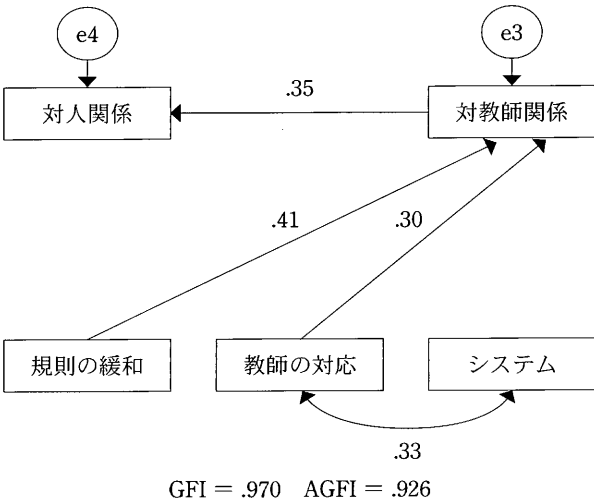 e4
e3
.35
対人関係
対教師関係
.41
.30
規則の緩和
教師の対応
システム
.33
GFI = .970 AGFI = .926